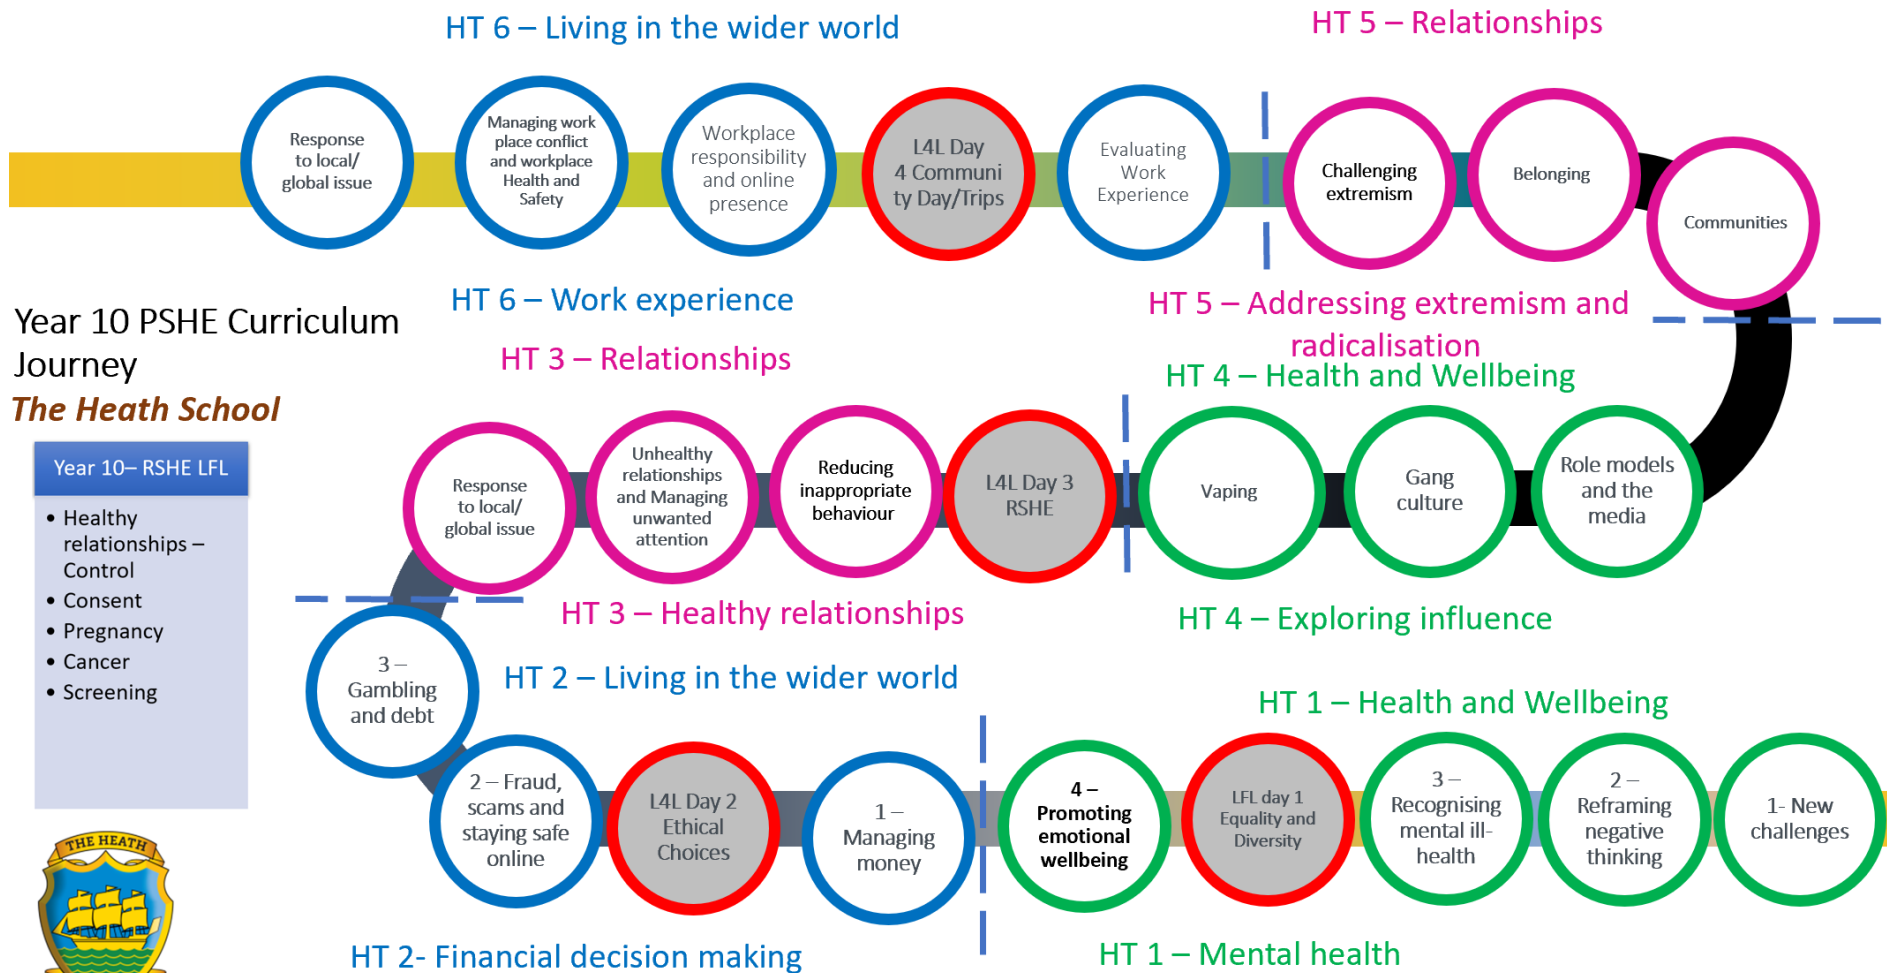 HT 6 – Living in the wider world
HT 5 – Relationships
Response
to local/
global issue
Managing work
place conflict
and workplace
Health and
Safety
Workplace
responsibility
and online
presence
L4L Day
4 Communi
ty Day/Trips
Evaluating
Work
Experience
Challenging
extremism
Belonging
Communities
HT 6 – Work experience
HT 5 – Addressing extremism and
radicalisation
Year 10 PSHE Curriculum
Journey
The Heath School
HT 3 – Relationships
HT 4 – Health and Wellbeing
Year 10– RSHE LFL
• Healthy
relationships –
Control
• Consent
• Pregnancy
• Cancer
• Screening
Response
to local/
global issue
Unhealthy
relationships
and Managing
unwanted
attention
Reducing
inappropriate
behaviour
L4L Day 3
RSHE
Vaping
Gang
culture
Role models
and the
media
HT 3 – Healthy relationships
HT 4 – Exploring influence
3 –
Gambling
and debt
HT 2 – Living in the wider world
HT 1 – Health and Wellbeing
2 – Fraud,
scams and
staying safe
online
L4L Day 2
Ethical
Choices
1 –
Managing
money
4 –
Promoting
emotional
wellbeing
LFL day 1
Equality and
Diversity
3 –
Recognising
mental ill-
health
2 –
Reframing
negative
thinking
1- New
challenges
THE HEATH
HT 2- Financial decision making
HT 1 – Mental health